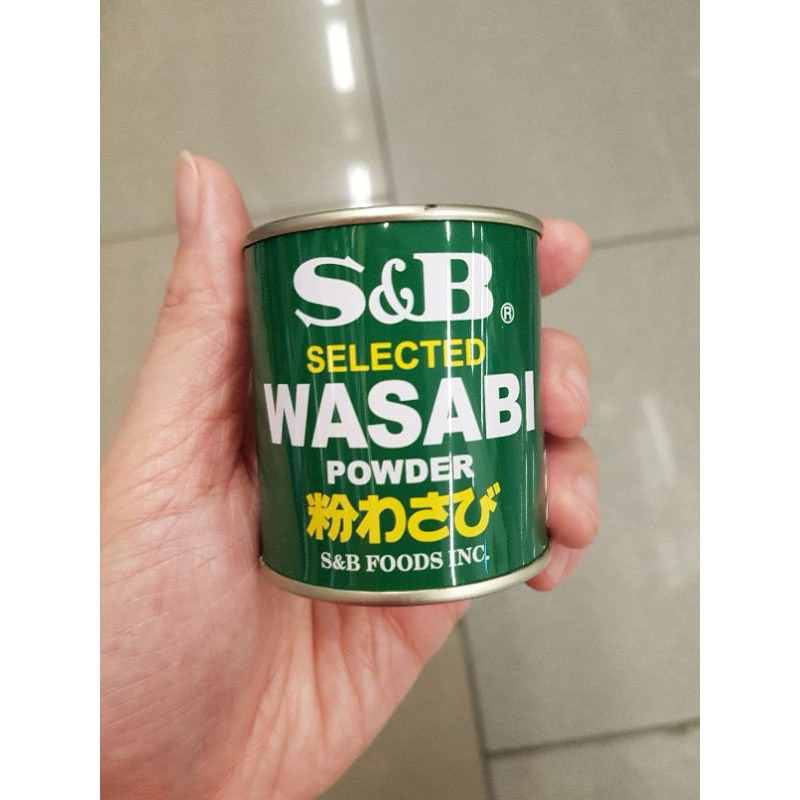 S&B®
SELECTED
WASABI
POWDER
粉わさび
S&B FOODS INC.